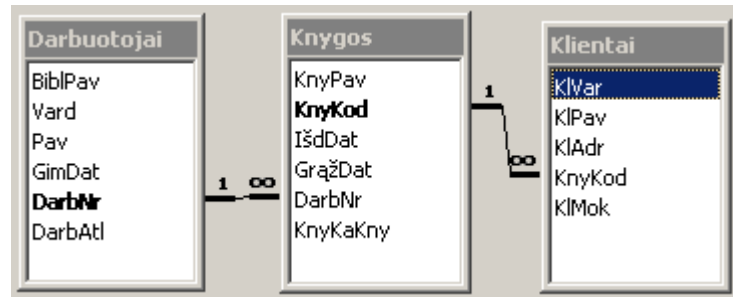 Darbuotojai
BiblPav
Vard
Pav
GimDat
DarbNr
DarbAtl
1 ∞
Knygos
KnyPav
KnyKod
IšdDat
GrąžDat
DarbNr
KnyKaKny
1
∞
Klientai
KlVar
KlPav
KlAdr
KnyKod
KlMok